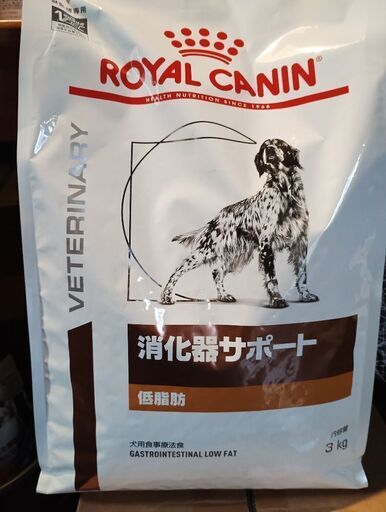 ROYAL CANIN
HEALTH NUTRITION SINCE 1968
VETERINARY
消化器サポート
低脂肪
犬用食事療法食
GASTROINTESTINAL LOW FAT
内容量
3 kg